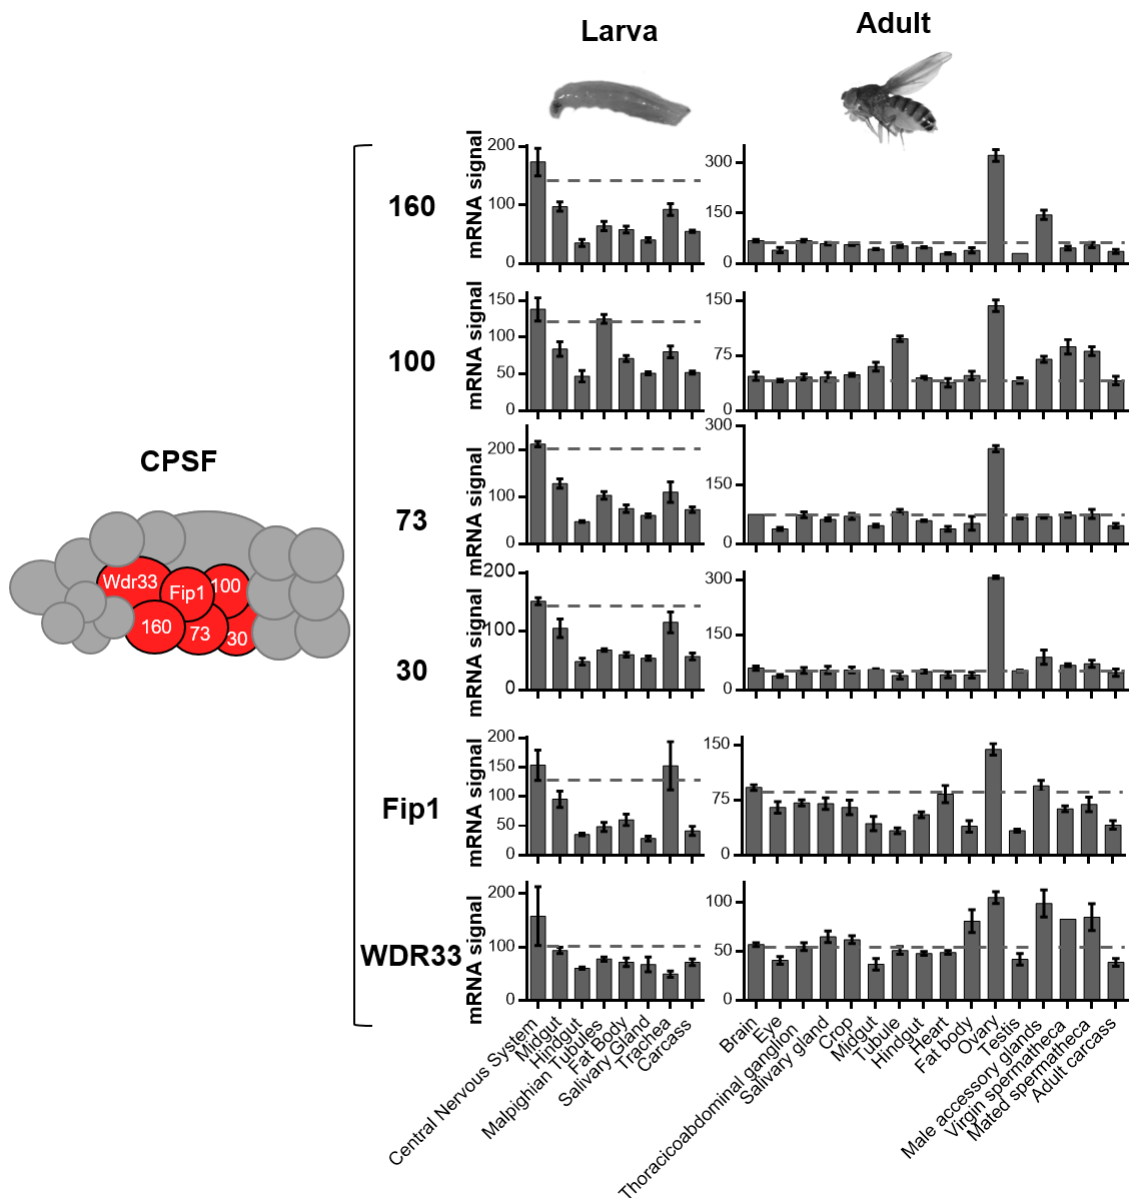 Larva
Adult
CPSF
Wdr33
Fip1
100
160
73
30
160
mRNA signal
200
100
0
300
150
0
100
mRNA signal
150
100
50
0
150
75
0
73
mRNA signal
200
100
0
300
150
0
30
mRNA signal
200
100
0
300
150
0
Fip1
mRNA signal
200
150
100
50
0
150
75
0
WDR33
mRNA signal
200
100
0
100
50
0
Central Nervous System
Midgut
Hindgut
Malpighian Tubules
Fat Body
Salivary Gland
Trachea
Carcass
Brain
Eye
Thoracicoabdominal ganglion
Salivary gland
Crop
Midgut
Tubule
Hindgut
Heart
Fat body
Ovary
Testis
Male accessory glands
Virgin spermatheca
Mated spermatheca
Adult carcass